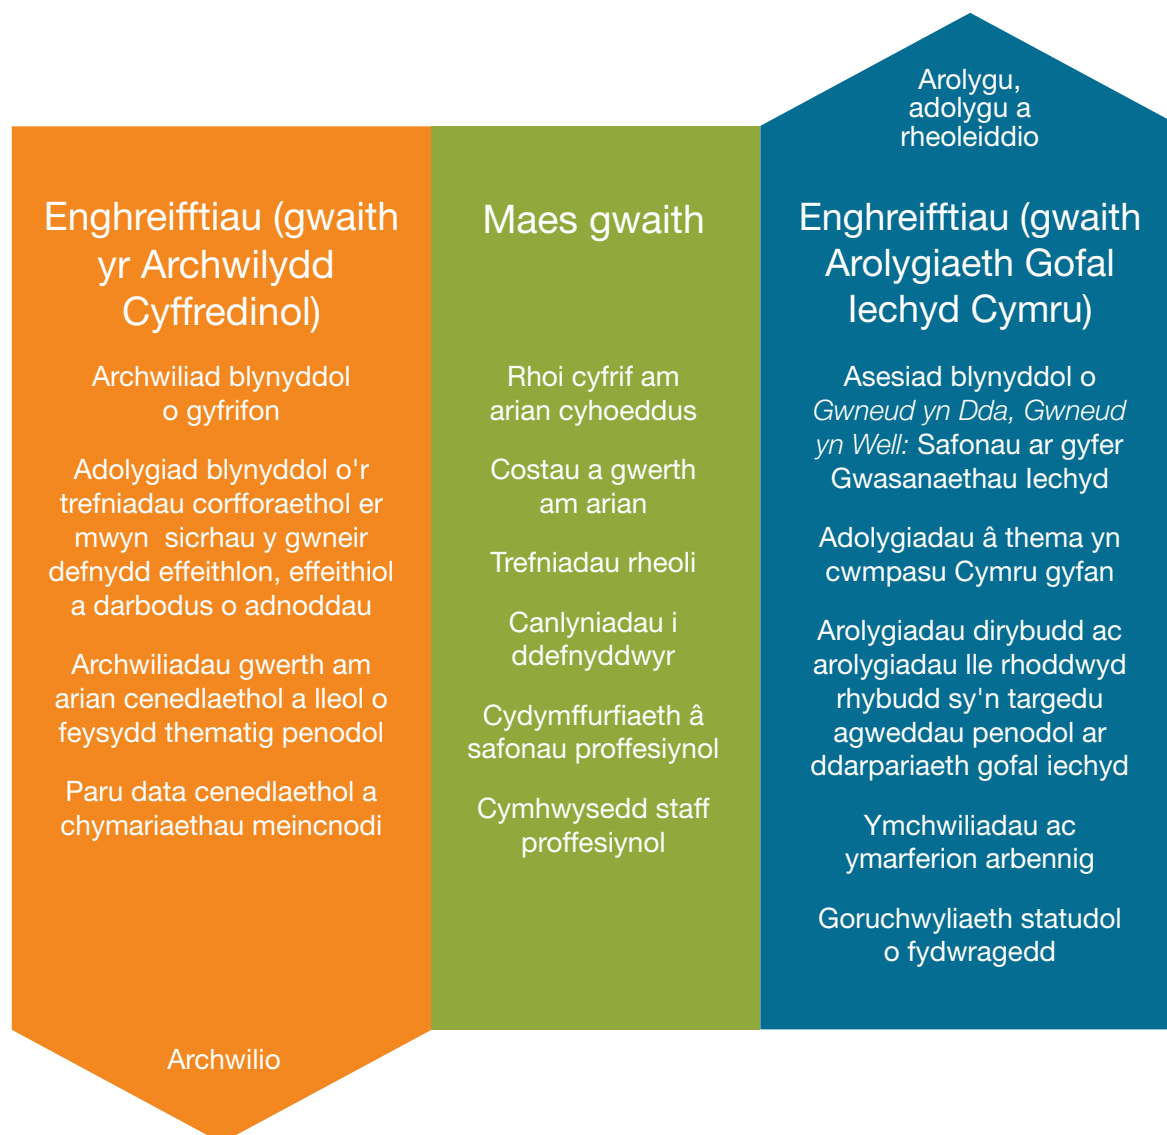 Enghreifftiau (gwaith
yr Archwilydd
Cyffredinol)
Archwiliad blynyddol
o gyfrifon
Adolygiad blynyddol o'r
trefniadau corfforaethol er
mwyn sicrhau y gwneir
defnydd effeithlon, effeithiol
a darbodus o adnoddau
Archwiliadau gwerth am
arian cenedlaethol a lleol o
feysydd thematig penodol
Paru data cenedlaethol a
chymariaethau meincnodi
Archwilio
Maes gwaith
Rhoi cyfrif am
arian cyhoeddus
Costau a gwerth
am arian
Trefniadau rheoli
Canlyniadau i
ddefnyddwyr
Cydymffurfiaeth â
safonau proffesiynol
Cymhwysedd staff
proffesiynol
Arolygu,
adolygu a
rheoleiddio
Enghreifftiau (gwaith
Arolygiaeth Gofal
Iechyd Cymru)
Asesiad blynyddol o
Gwneud yn Dda, Gwneud
yn Well: Safonau ar gyfer
Gwasanaethau Iechyd
Adolygiadau â thema yn
cwmpasu Cymru gyfan
Arolygiadau dirybudd ac
arolygiadau lle rhoddwyd
rhybudd sy'n targedu
agweddau penodol ar
ddarpariaeth gofal iechyd
Ymchwiliadau ac
ymarferion arbennig
Goruchwyliaeth statudol
o fydwragedd